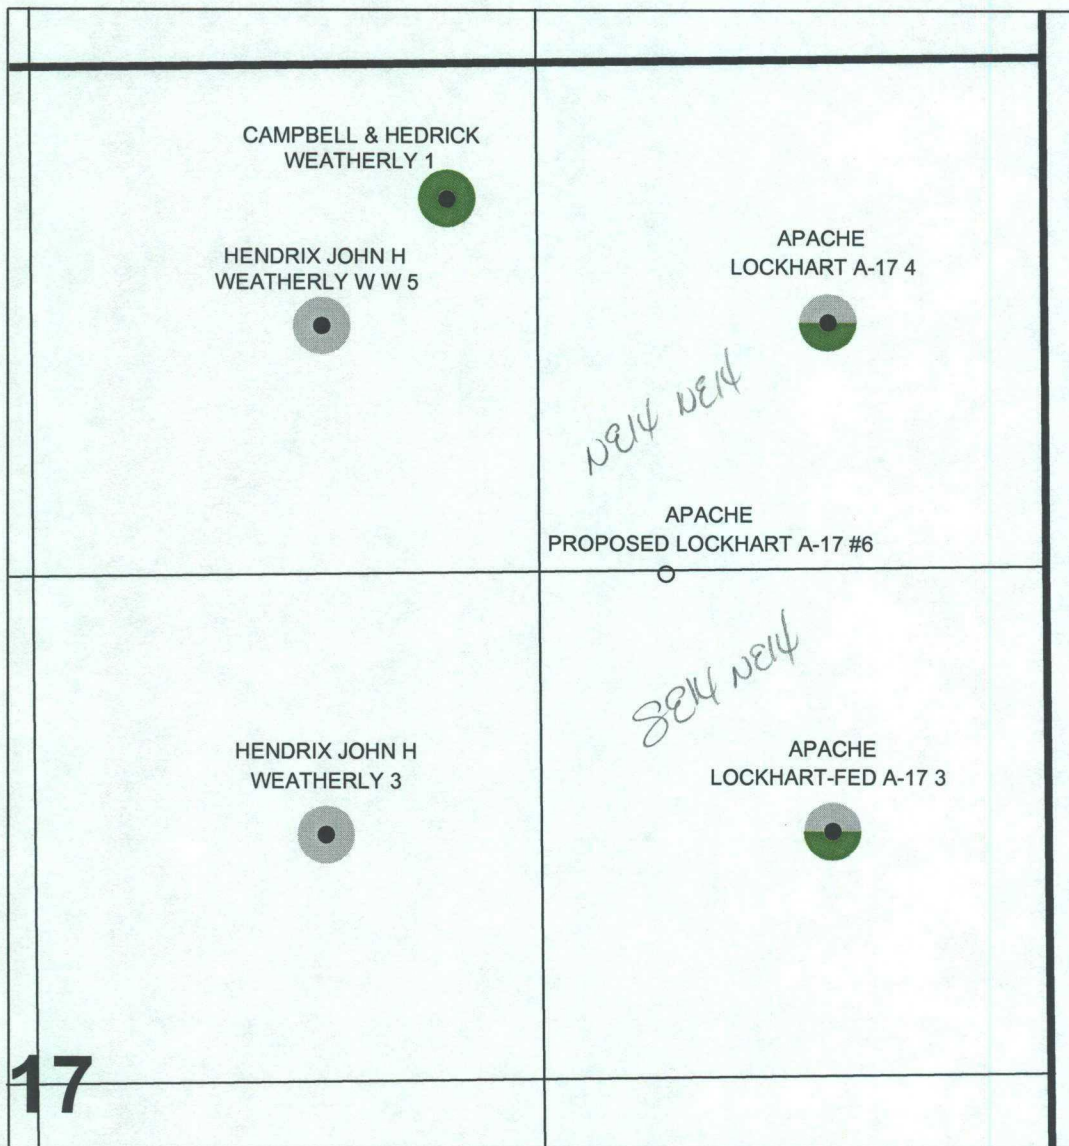 CAMPBELL & HEDRICK
WEATHERLY 1
HENDRIX JOHN H
WEATHERLY W W 5
APACHE
LOCKHART A-17 4
NE1/4 NE1/4
APACHE
PROPOSED LOCKHART A-17 #6
SE1/4 NE1/4
HENDRIX JOHN H
WEATHERLY 3
APACHE
LOCKHART-FED A-17 3
17